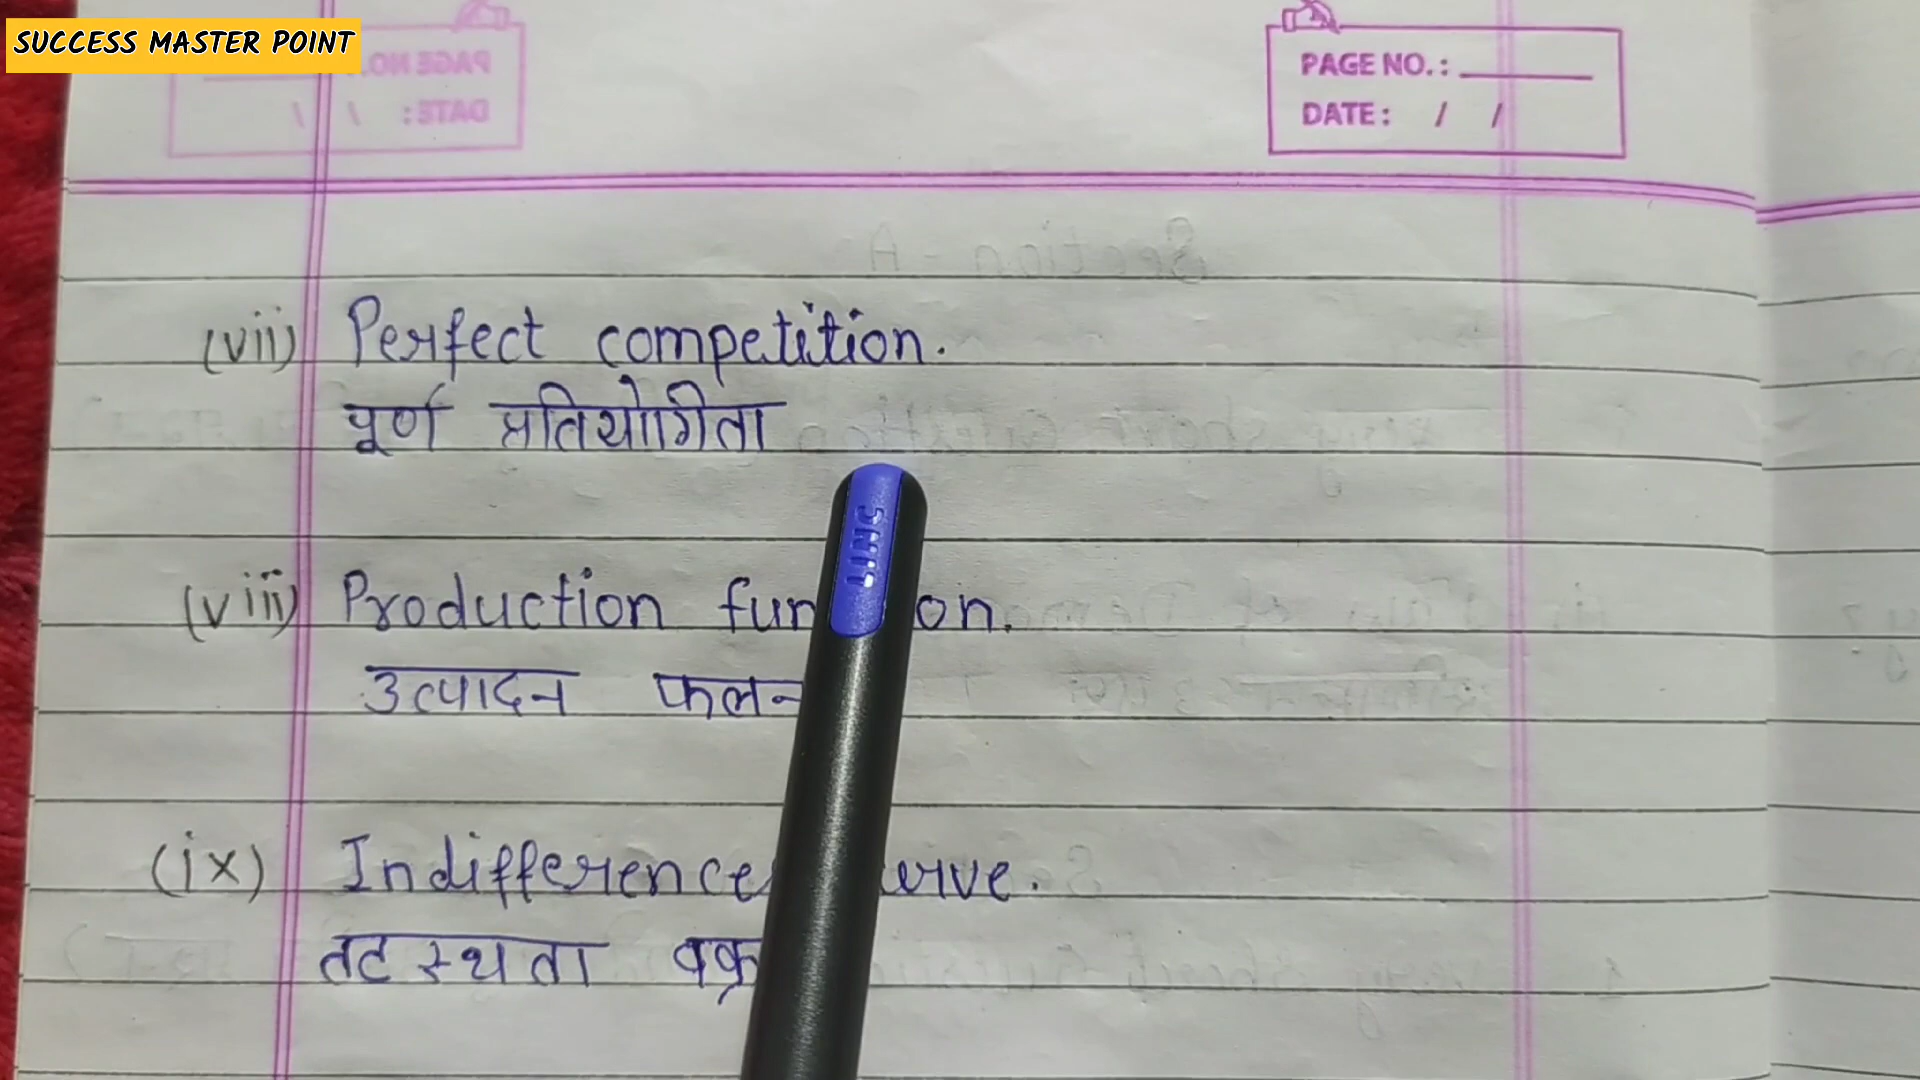 SUCCESS MASTER POINT
PAGE NO. :
DATE : / /
(vii) Perfect competition.
पूर्ण प्रतियोगिता
LINC
(viii) Production fun on.
उत्पादन फलन
(ix) Indifference urve.
तटस्थता वक्र